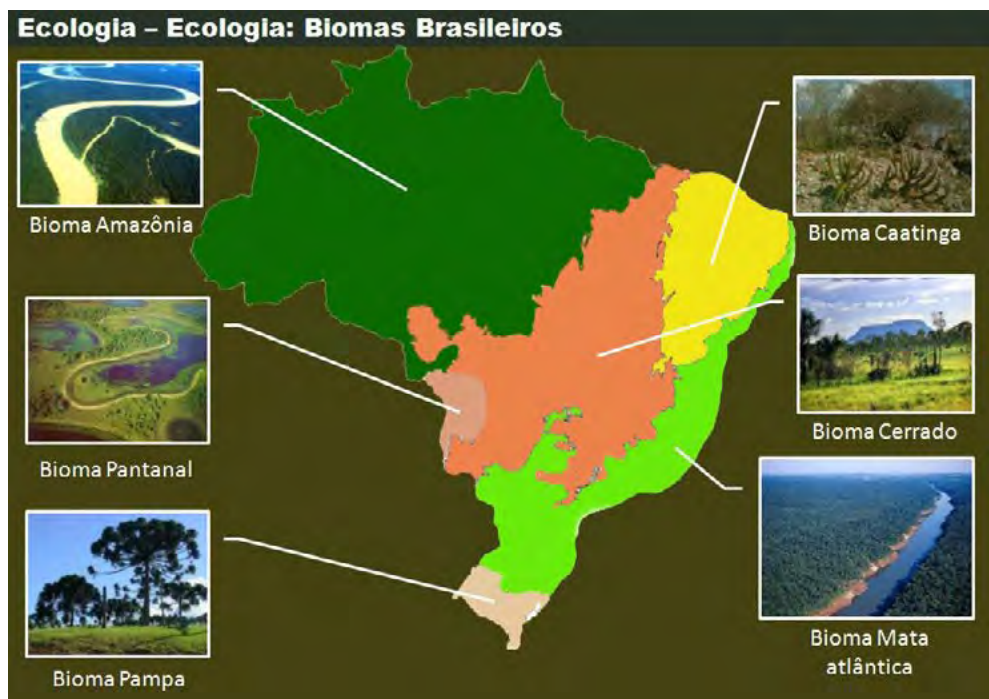 Ecologia – Ecologia: Biomas Brasileiros
Bioma Amazônia
Bioma Caatinga
Bioma Pantanal
Bioma Cerrado
Bioma Pampa
Bioma Mata
atlântica